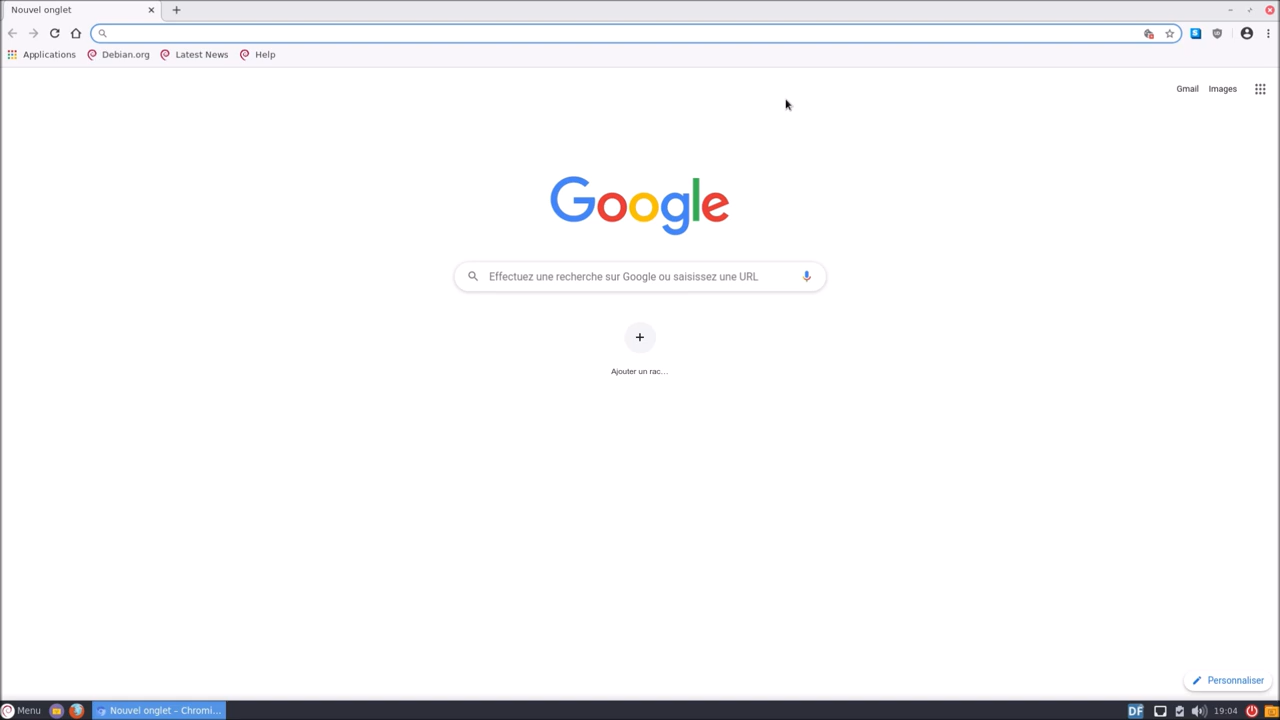 Nouvel onglet
Applications Debian.org Latest News Help
Gmail Images
Google
Effectuez une recherche sur Google ou saisissez une URL
Ajouter un rac...
Personnaliser
Menu Nouvel onglet – Chromi... DF 19:04